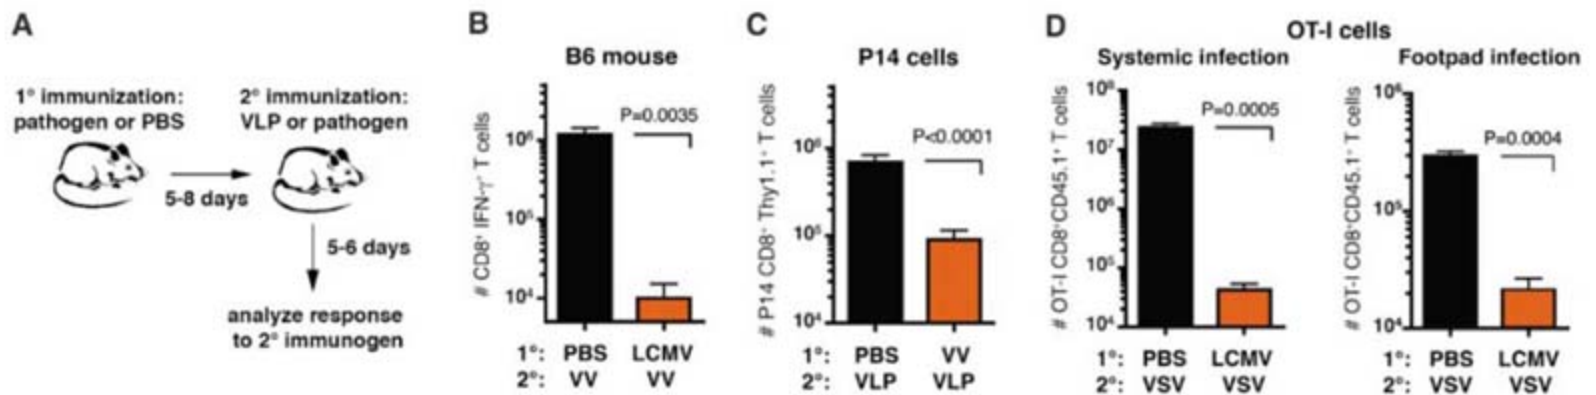 A
1° immunization:
pathogen or PBS
2° immunization:
VLP or pathogen
5-8 days
5-6 days
analyze response
to 2° immunogen
B
B6 mouse
# CD8⁺ IFN-γ⁺ T cells
10⁶
10⁵
10⁴
P=0.0035
1°: PBS LCMV
2°: VV VV
C
P14 cells
# P14 CD8⁺ Thy1.1⁺ T cells
10⁶
10⁵
10⁴
P<0.0001
1°: PBS VV
2°: VLP VLP
D
OT-I cells
Systemic infection
# OT-I CD8⁺CD45.1⁺ T cells
10⁸
10⁷
10⁶
10⁵
10⁴
P=0.0005
1°: PBS LCMV
2°: VSV VSV
Footpad infection
# OT-I CD8⁺CD45.1⁺ T cells
10⁶
10⁵
10⁴
P=0.0004
1°: PBS LCMV
2°: VSV VSV